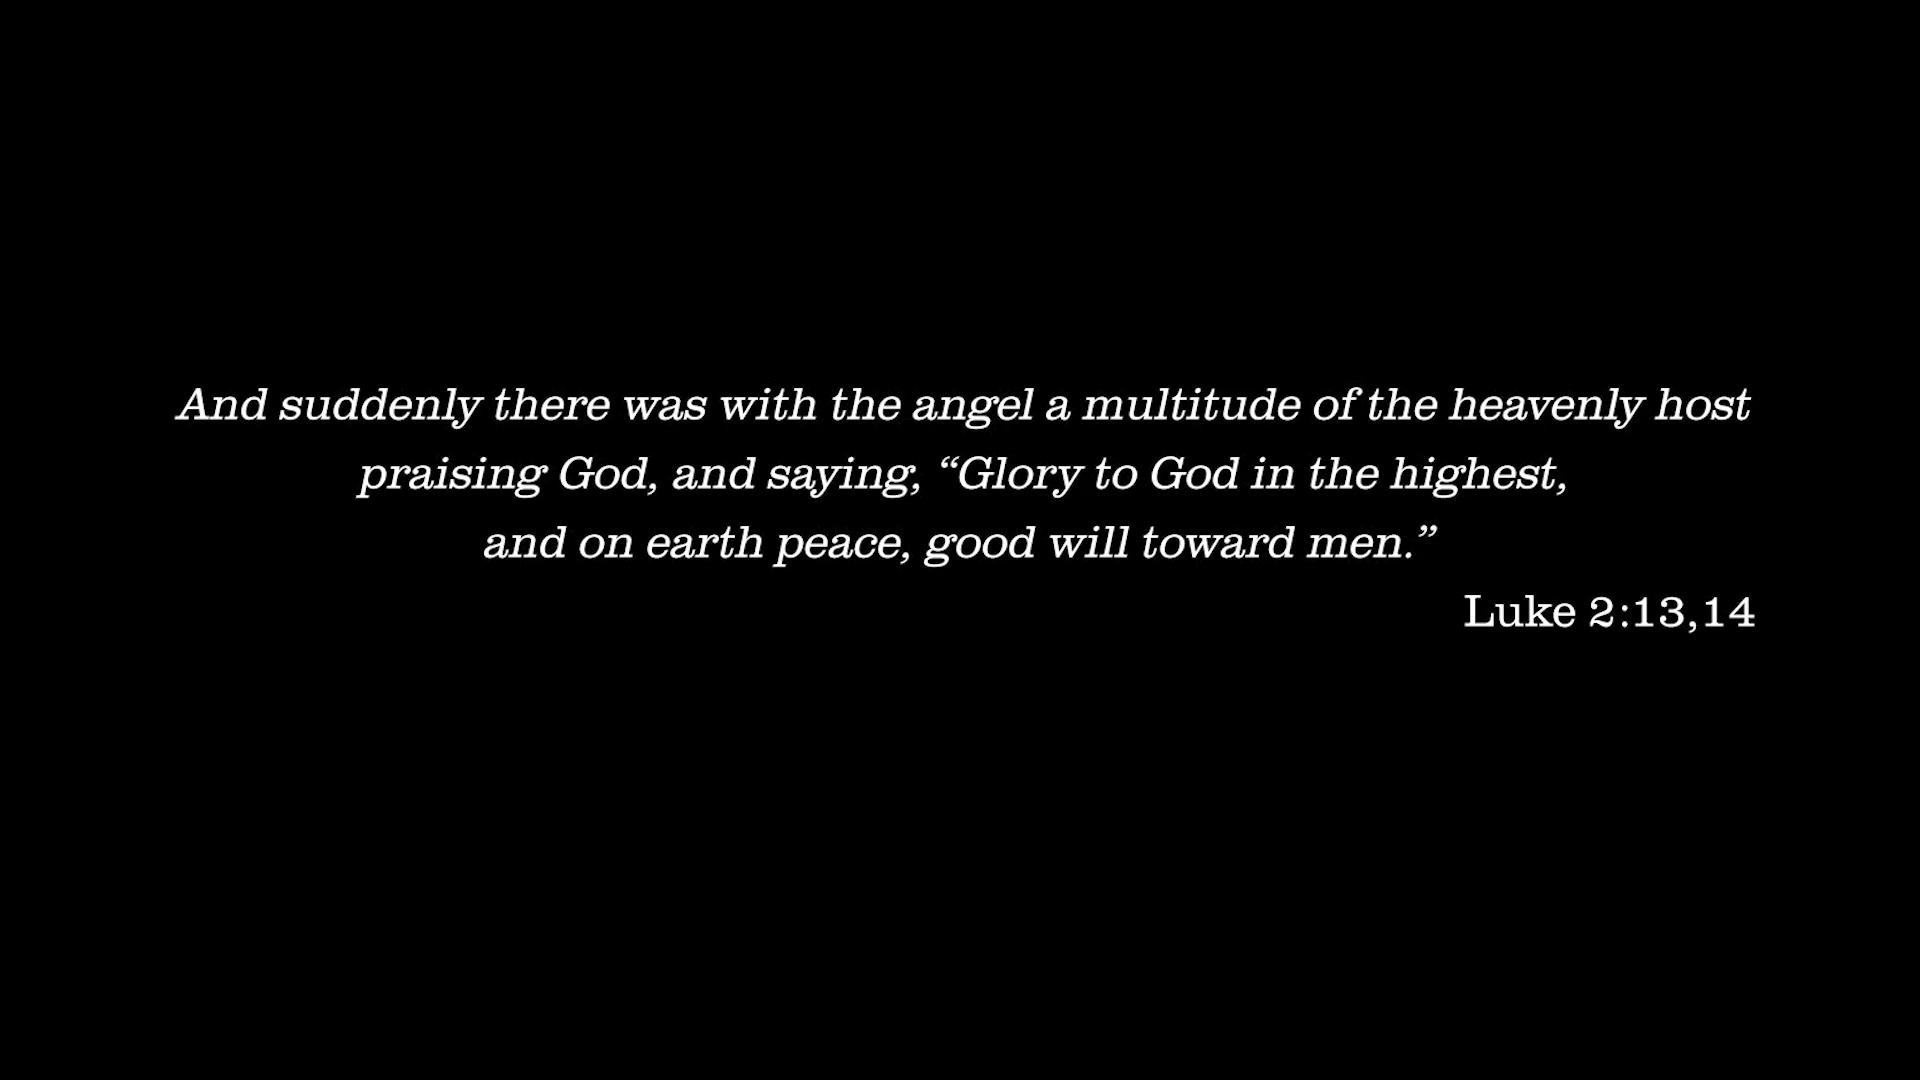 And suddenly there was with the angel a multitude of the heavenly host
praising God, and saying, “Glory to God in the highest,
and on earth peace, good will toward men.”
Luke 2:13,14